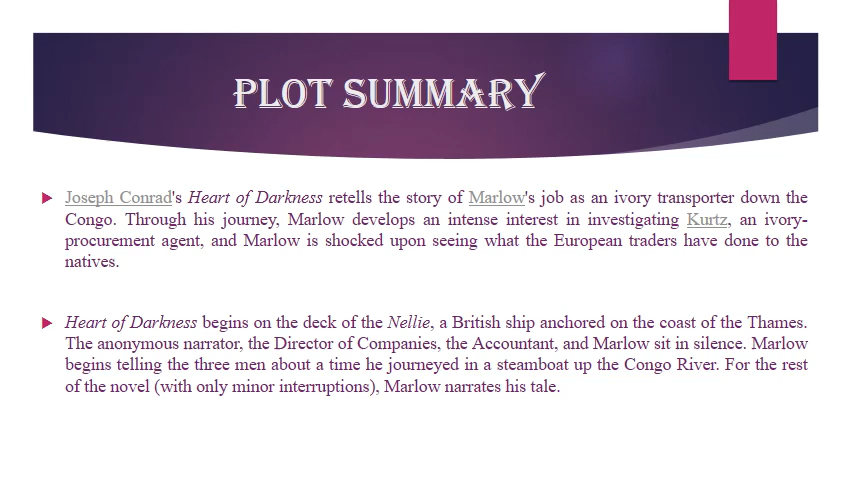 PLOT SUMMARY
Joseph Conrad's Heart of Darkness retells the story of Marlow's job as an ivory transporter down the
Congo. Through his journey, Marlow develops an intense interest in investigating Kurtz, an ivory-
procurement agent, and Marlow is shocked upon seeing what the European traders have done to the
natives.
Heart of Darkness begins on the deck of the Nellie, a British ship anchored on the coast of the Thames.
The anonymous narrator, the Director of Companies, the Accountant, and Marlow sit in silence. Marlow
begins telling the three men about a time he journeyed in a steamboat up the Congo River. For the rest
of the novel (with only minor interruptions), Marlow narrates his tale.